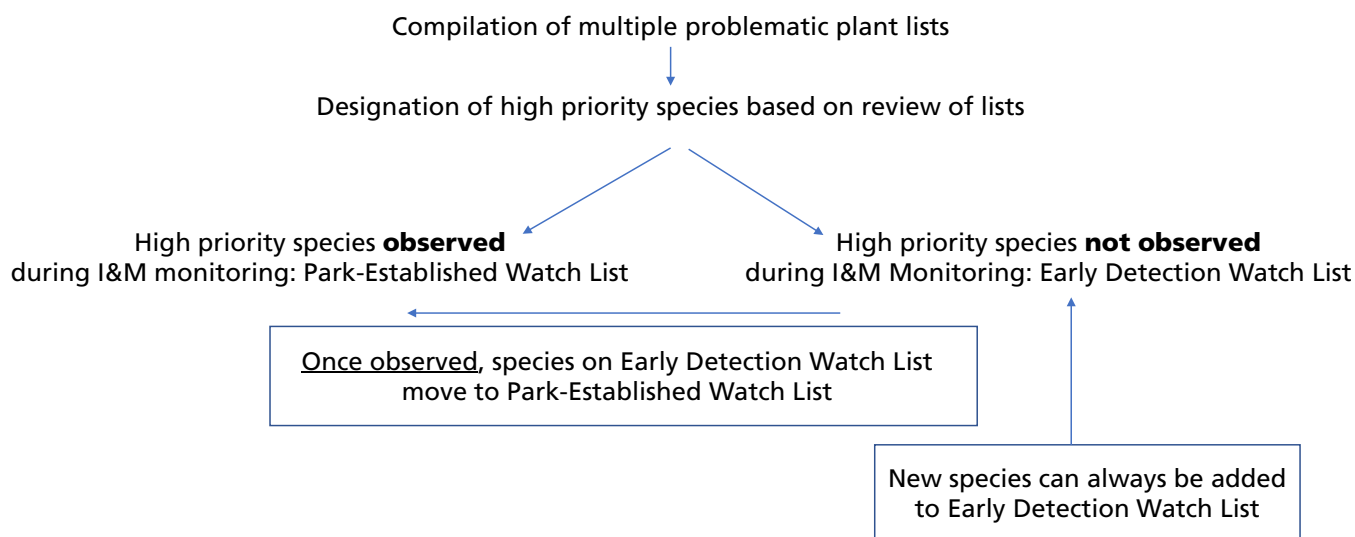 Compilation of multiple problematic plant lists
Designation of high priority species based on review of lists
High priority species observed
during I&M monitoring: Park-Established Watch List
High priority species not observed
during I&M Monitoring: Early Detection Watch List
Once observed, species on Early Detection Watch List
move to Park-Established Watch List
New species can always be added
to Early Detection Watch List